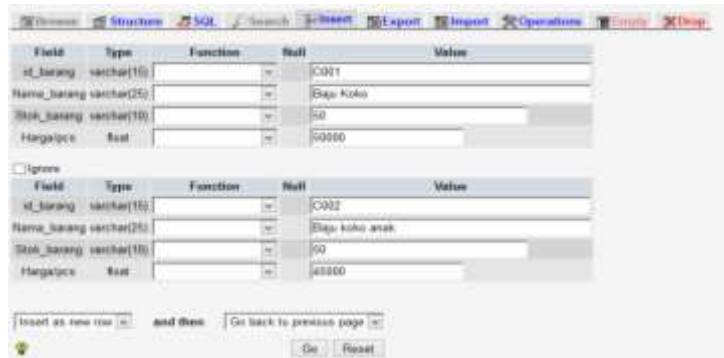 Browse Structure SQL Search Insert Export Import Operations Empty Drop
Field Type Function Null Value
id_barang varchar(15) C001
Nama_barang varchar(25) Baju Koko
Stok_barang varchar(10) 50
Harga/pcs float 50000
Ignore
Field Type Function Null Value
id_barang varchar(15) C002
Nama_barang varchar(25) Baju koko anak
Stok_barang varchar(10) 50
Harga/pcs float 45000
Insert as new row and then Go back to previous page
Go Reset